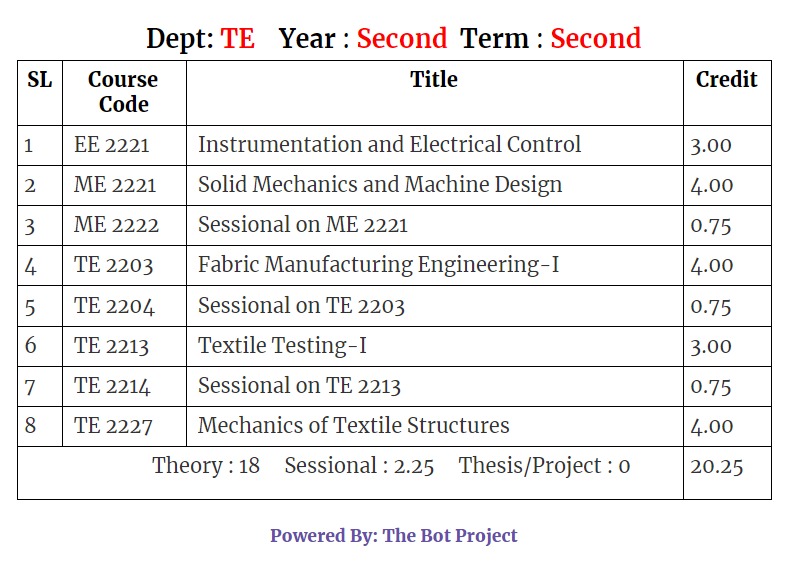 Dept: TE Year : Second Term : Second
SL Course Code Title Credit
1 EE 2221 Instrumentation and Electrical Control 3.00
2 ME 2221 Solid Mechanics and Machine Design 4.00
3 ME 2222 Sessional on ME 2221 0.75
4 TE 2203 Fabric Manufacturing Engineering-I 4.00
5 TE 2204 Sessional on TE 2203 0.75
6 TE 2213 Textile Testing-I 3.00
7 TE 2214 Sessional on TE 2213 0.75
8 TE 2227 Mechanics of Textile Structures 4.00
Theory : 18 Sessional : 2.25 Thesis/Project : 0 20.25
Powered By: The Bot Project